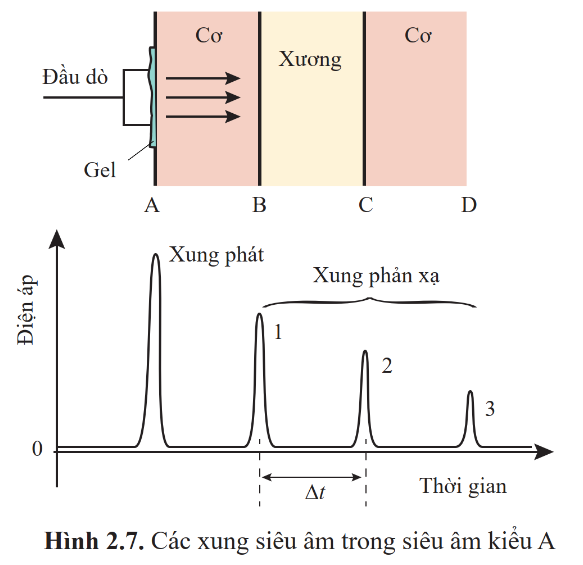 Cơ
Xương
Cơ
Đầu dò
Gel
A
B
C
D
Điện áp
Xung phát
Xung phản xạ
1
2
3
0
Δt
Thời gian
Hình 2.7. Các xung siêu âm trong siêu âm kiểu A